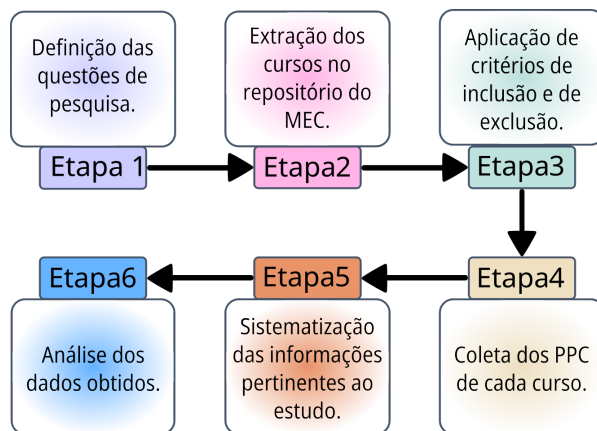 Definição das
questões de
pesquisa.
Etapa 1
Extração dos
cursos no
repositório do
MEC.
Etapa2
Aplicação de
critérios de
inclusão e de
exclusão.
Etapa3
Etapa4
Coleta dos PPC
de cada curso.
Etapa5
Sistematização
das informações
pertinentes ao
estudo.
Etapa6
Análise dos
dados obtidos.